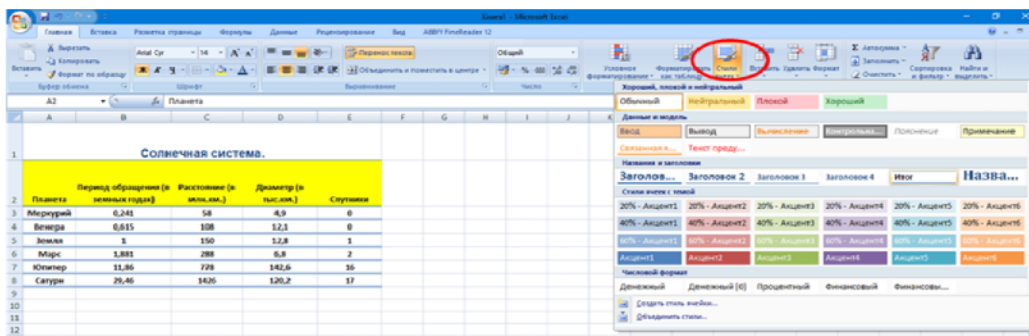 Книга1 - Microsoft Excel
Главная Вставка Разметка страницы Формулы Данные Рецензирование Вид ABBYY FineReader 12
Вставить
Вырезать
Копировать
Формат по образцу
Буфер обмена
Arial Cyr 14
Ж К Ч
Шрифт
Перенос текста
Объединить и поместить в центре
Выравнивание
Общий
Число
Условное форматирование
Форматировать как таблицу
Стили ячеек
Вставить Удалить Формат
Автосумма
Заполнить
Очистить
Сортировка и фильтр
Найти и выделить
A2 fx Планета
A B C D E F G H I J K
1 Солнечная система.
2 Планета Период обращения (в земных годах) Расстояние (в млн.км.) Диаметр (в тыс.км.) Спутники
3 Меркурий 0,241 58 4,9 0
4 Венера 0,615 108 12,1 0
5 Земля 1 150 12,8 1
6 Марс 1,881 288 6,8 2
7 Юпитер 11,86 778 142,6 16
8 Сатурн 29,46 1426 120,2 17
9
10
11
12
Хороший, плохой и нейтральный
Обычный Нейтральный Плохой Хороший
Данные и модель
Ввод Вывод Вычисление Контрольна... Пояснение Примечание
Связанная я... Текст преду...
Названия и заголовки
Заголов... Заголовок 2 Заголовок 3 Заголовок 4 Итог Назва...
Стили ячеек с темой
20% - Акцент1 20% - Акцент2 20% - Акцент3 20% - Акцент4 20% - Акцент5 20% - Акцент6
40% - Акцент1 40% - Акцент2 40% - Акцент3 40% - Акцент4 40% - Акцент5 40% - Акцент6
60% - Акцент1 60% - Акцент2 60% - Акцент3 60% - Акцент4 60% - Акцент5 60% - Акцент6
Акцент1 Акцент2 Акцент3 Акцент4 Акцент5 Акцент6
Числовой формат
Денежный Денежный [0] Процентный Финансовый Финансовы...
Создать стиль ячейки...
Объединить стили...